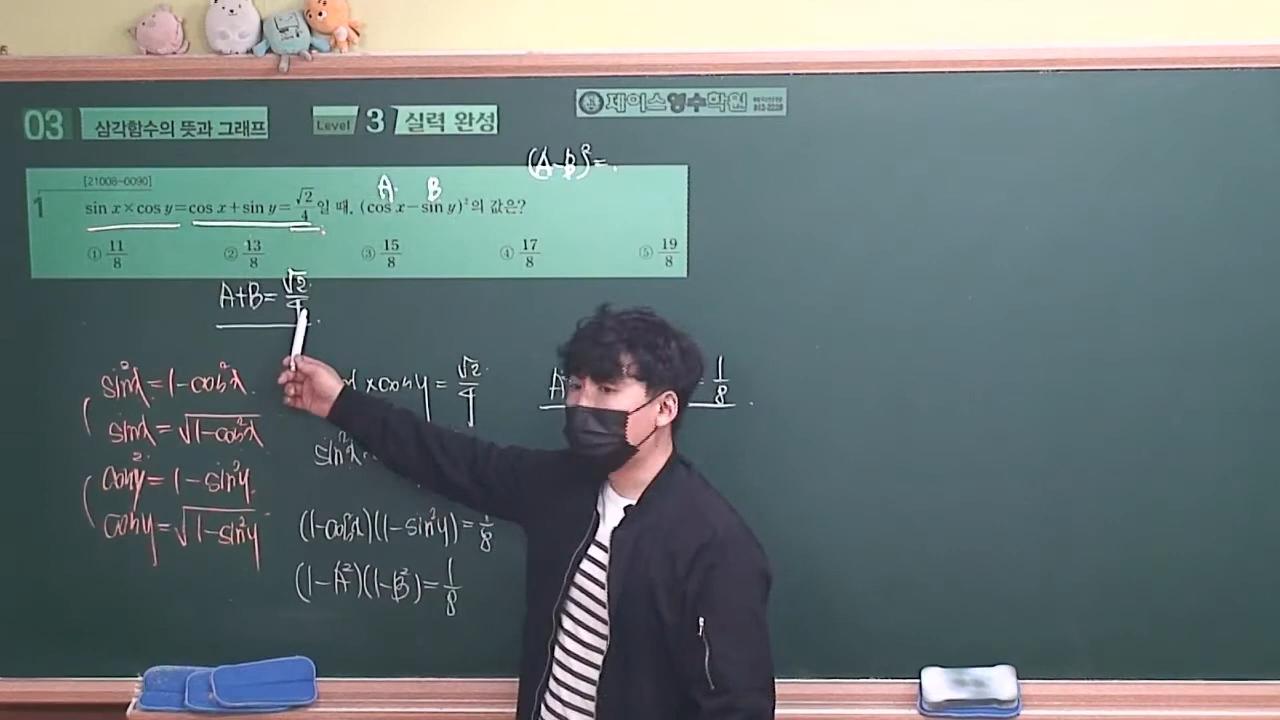 03 삼각함수의 뜻과 그래프 Level 3 실력 완성
제이스영수학원
(A-B)²=
[21008-0090]
A B
1 sin x×cos y=cos x+sin y=√2/4일 때, (cos x-sin y)²의 값은?
① 11/8 ② 13/8 ③ 15/8 ④ 17/8 ⑤ 19/8
A+B=√2/4
sin²x=1-cos²x
sinx=√(1-cos²x)
cos²y=1-sin²y
cosy=√(1-sin²y)
x×cosy=√2/4
sin²x
(1-cos²x)(1-sin²y)=1/8
(1-A²)(1-B²)=1/8
A
1/8